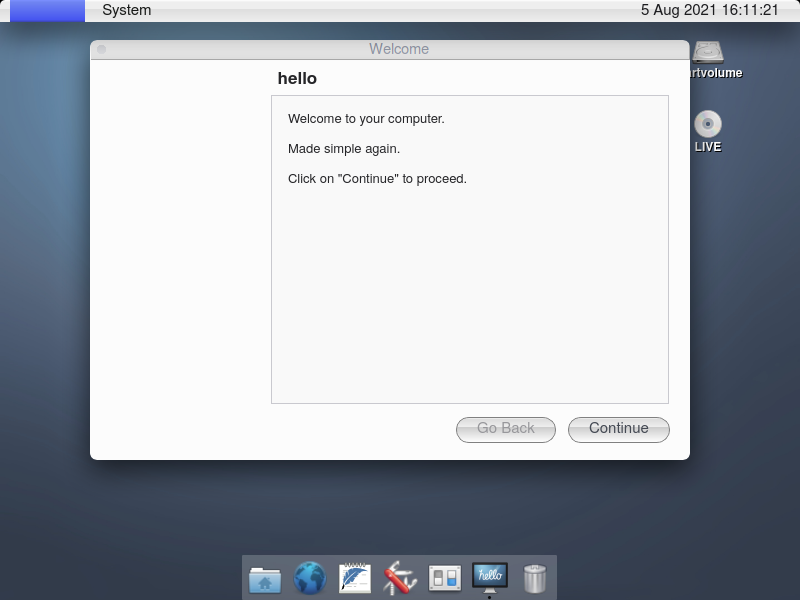 System
5 Aug 2021 16:11:21
Welcome
hello
Welcome to your computer.
Made simple again.
Click on "Continue" to proceed.
Go Back
Continue
LIVE
hello